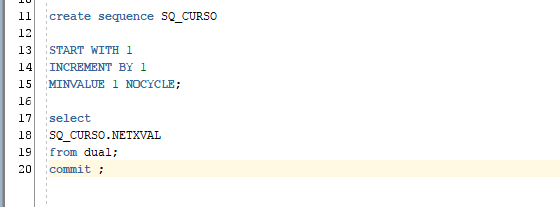 11 create sequence SQ_CURSO
12
13 START WITH 1
14 INCREMENT BY 1
15 MINVALUE 1 NOCYCLE;
16
17 select
18 SQ_CURSO.NETXVAL
19 from dual;
20 commit ;